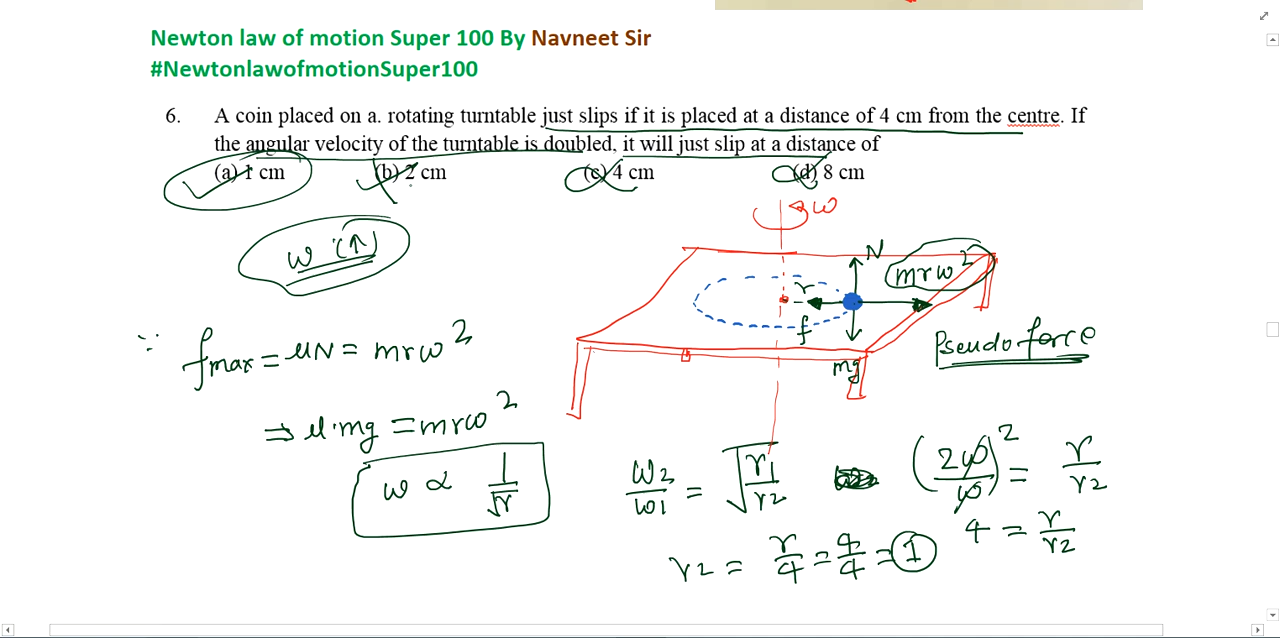 Newton law of motion Super 100 By Navneet Sir
#NewtonlawofmotionSuper100
6. A coin placed on a. rotating turntable just slips if it is placed at a distance of 4 cm from the centre. If
the angular velocity of the turntable is doubled, it will just slip at a distance of
(a) 1 cm (b) 2 cm (c) 4 cm (d) 8 cm
ω
ω (↑)
N
mrω²
r
f
mg
Pseudo force
∵ fmax = μN = mrω²
⇒ μ·mg = mrω²
ω ∝ 1/√r
ω2/ω1 = √(r1/r2)
(2ω/ω)² = r/r2
4 = r/r2
r2 = r/4 = 4/4 = 1